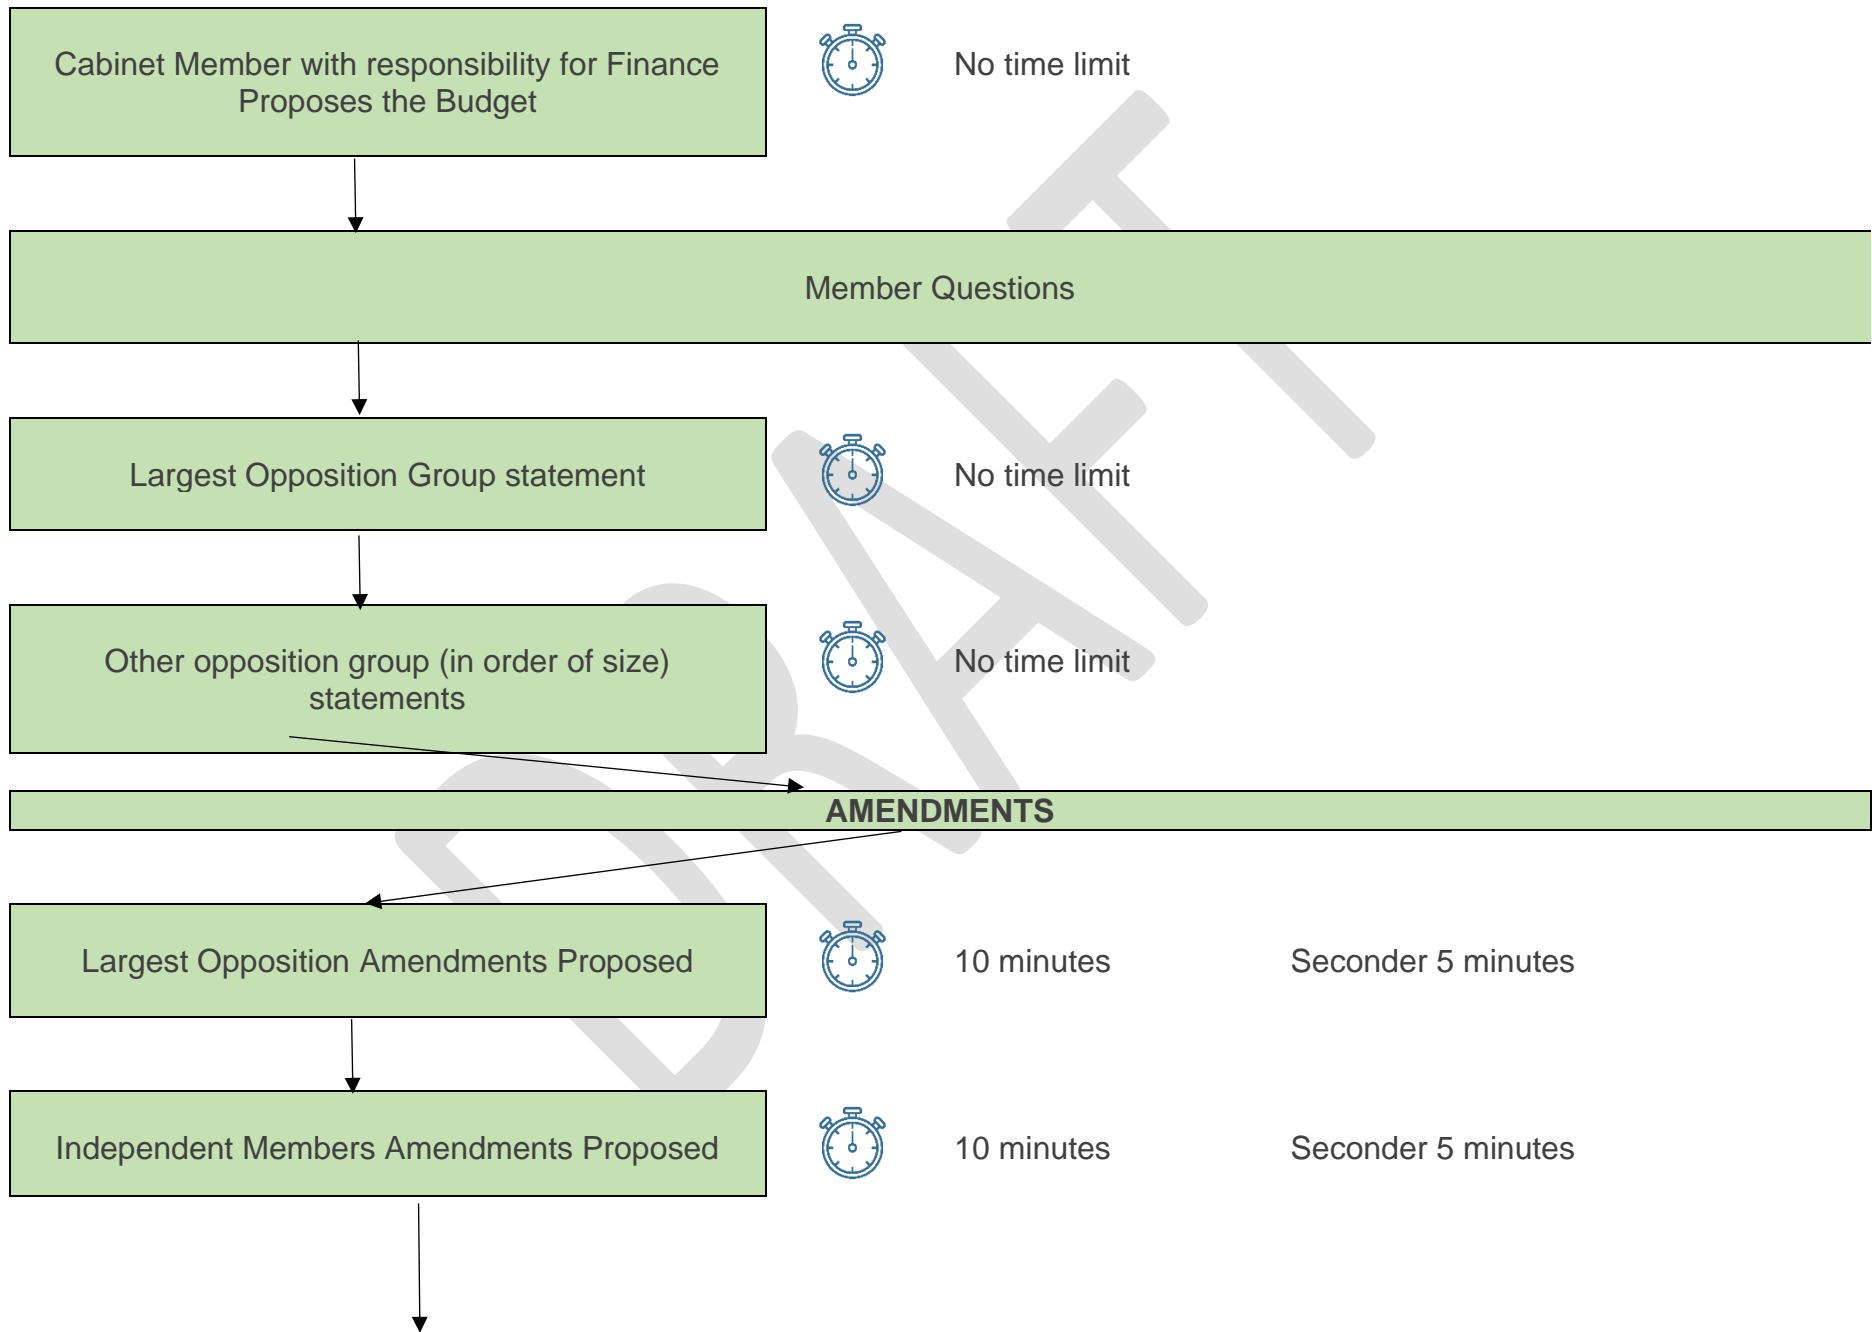 Cabinet Member with responsibility for Finance
Proposes the Budget
No time limit
Member Questions
Largest Opposition Group statement
No time limit
Other opposition group (in order of size)
statements
No time limit
AMENDMENTS
Largest Opposition Amendments Proposed
10 minutes
Seconder 5 minutes
Independent Members Amendments Proposed
10 minutes
Seconder 5 minutes
DRAFT